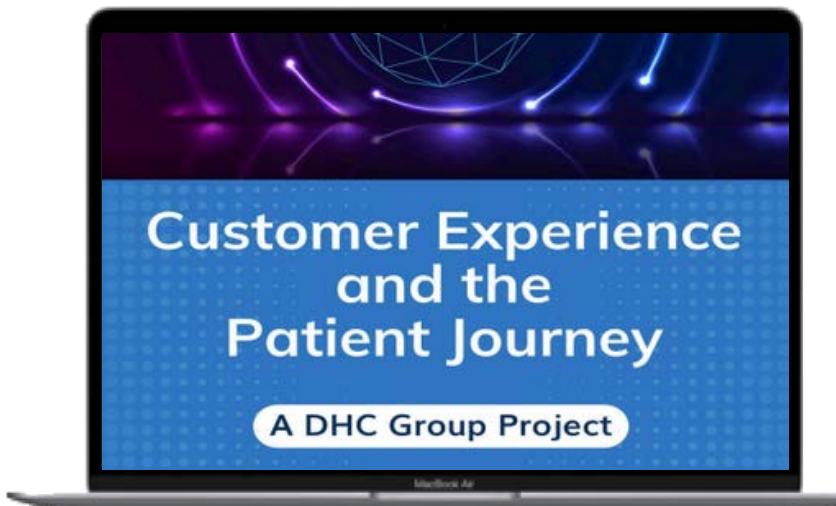 Customer Experience
and the
Patient Journey
A DHC Group Project
MacBook Air